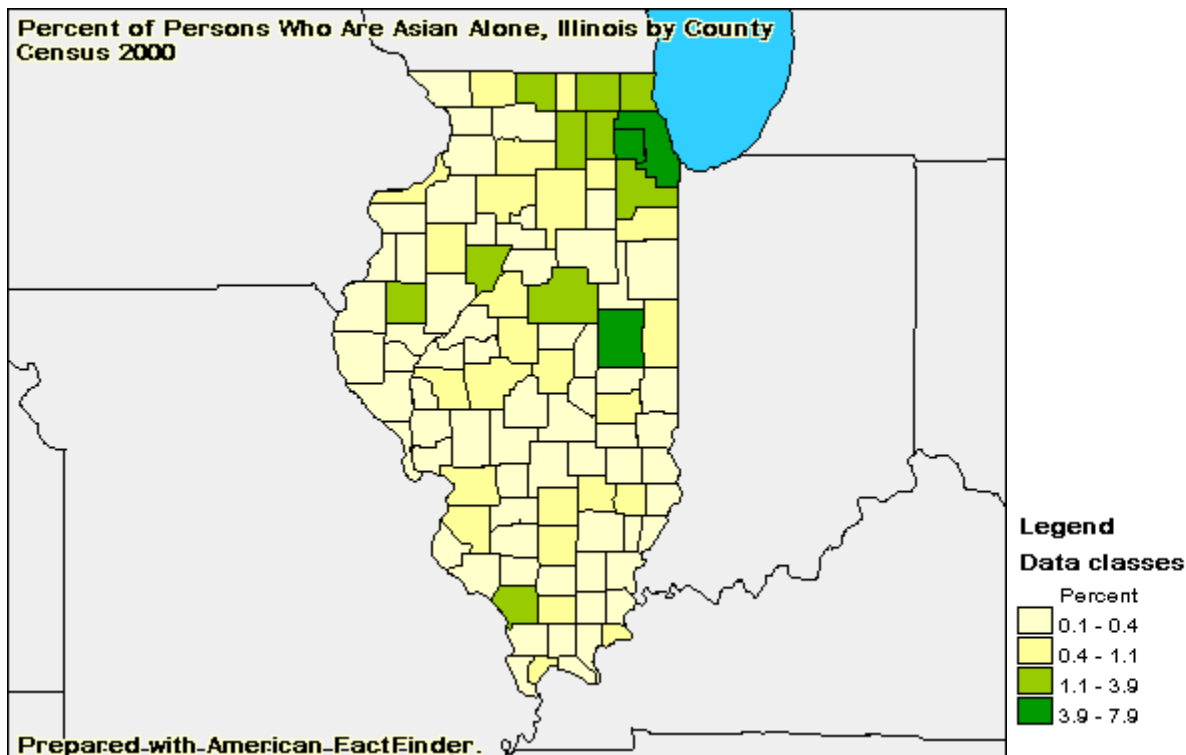 Percent of Persons Who Are Asian Alone, Illinois by County
Census 2000
Legend
Data classes
Percent
0.1 - 0.4
0.4 - 1.1
1.1 - 3.9
3.9 - 7.9
Prepared-with-American-FactFinder.